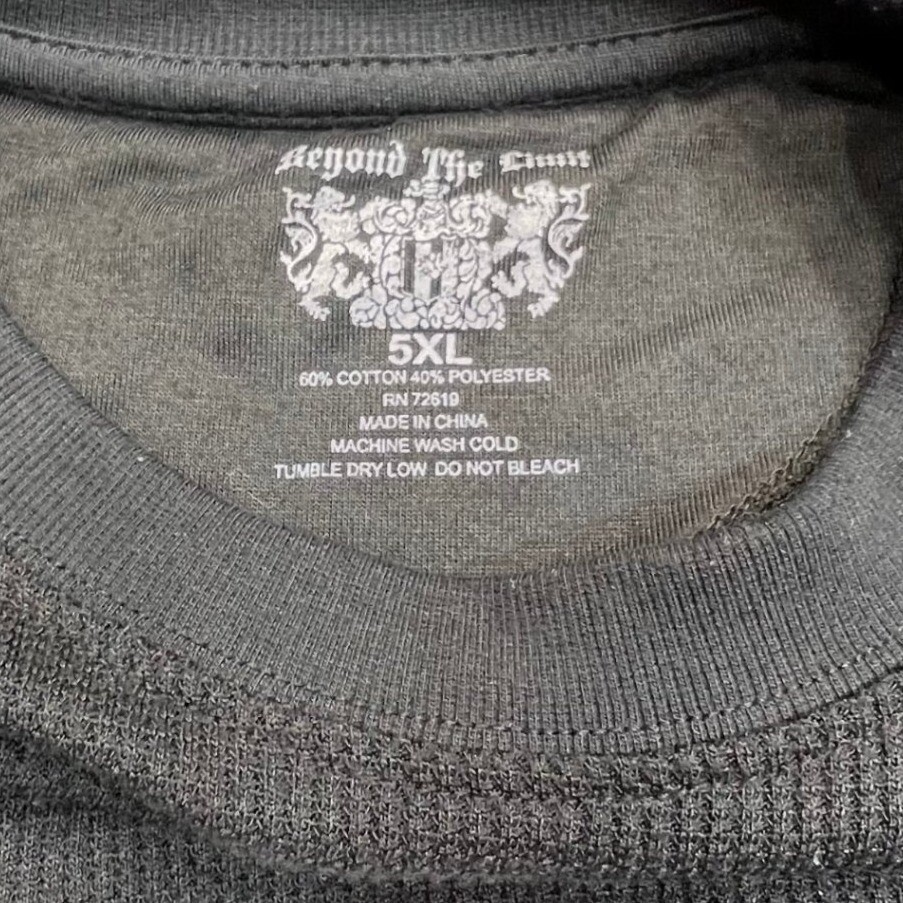 Beyond The Limit
5XL
60% COTTON 40% POLYESTER
RN 72619
MADE IN CHINA
MACHINE WASH COLD
TUMBLE DRY LOW DO NOT BLEACH